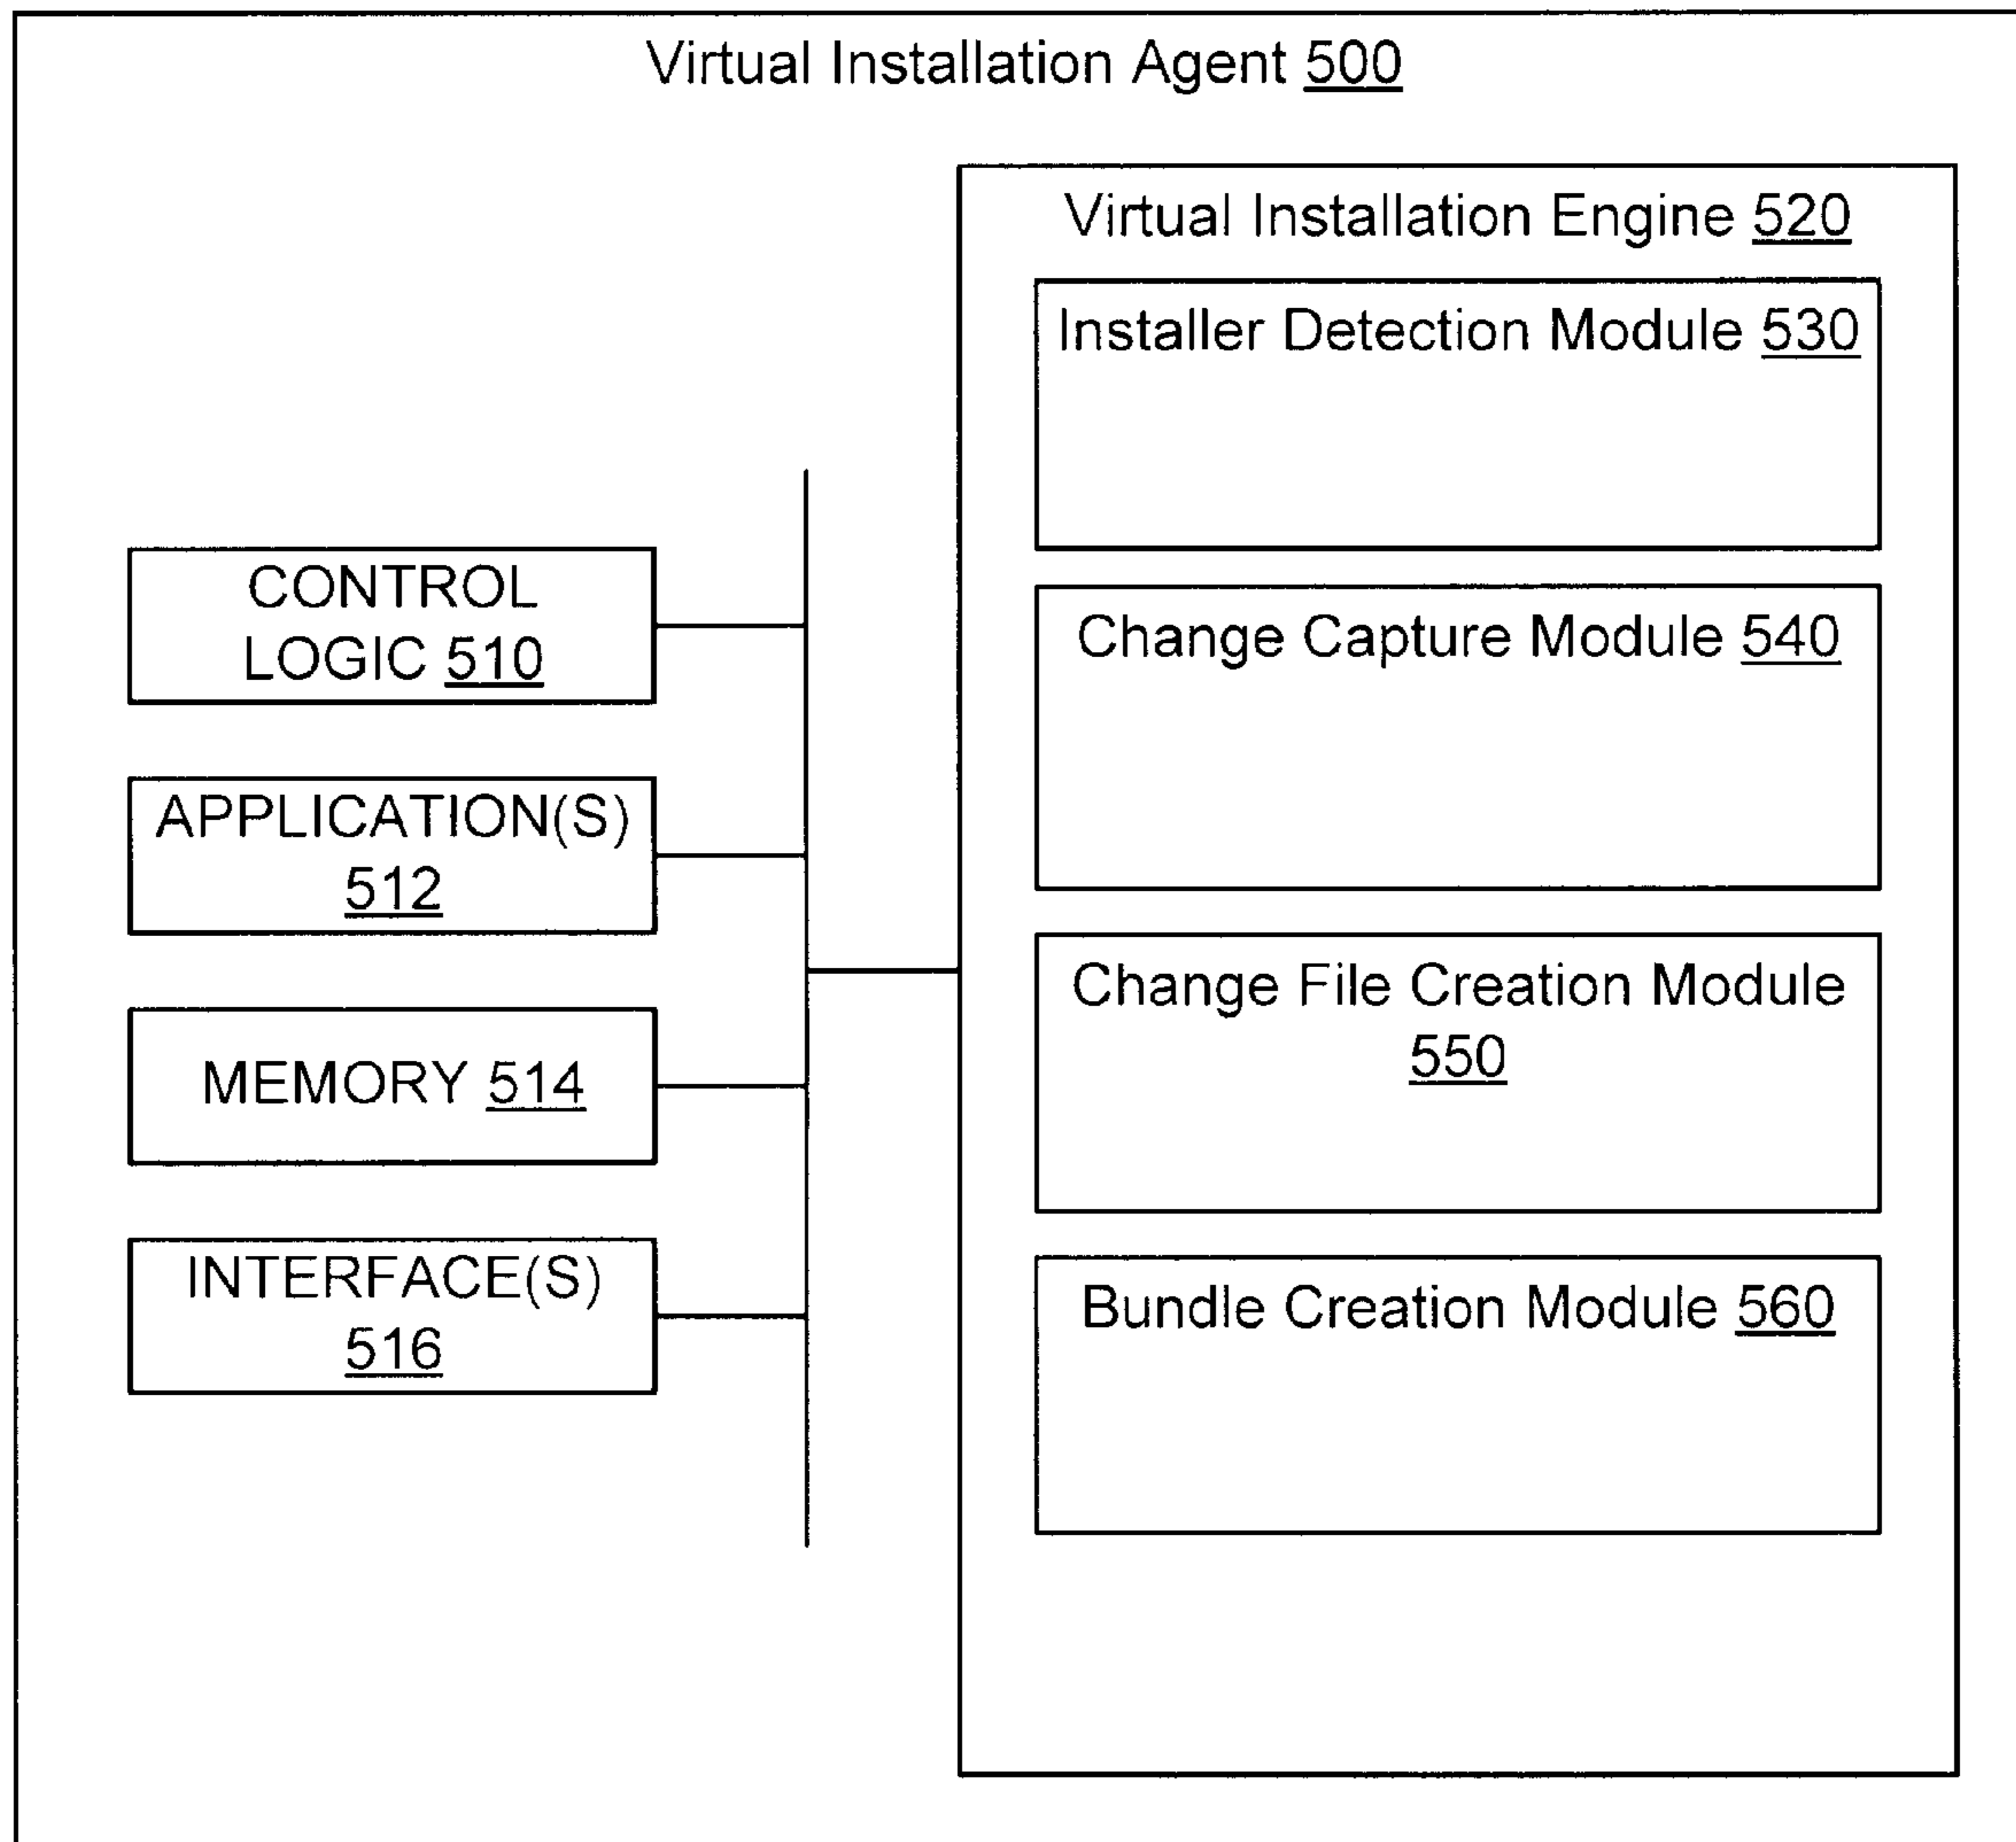 Virtual Installation Agent 500
CONTROL
LOGIC 510
APPLICATION(S)
512
MEMORY 514
INTERFACE(S)
516
Virtual Installation Engine 520
Installer Detection Module 530
Change Capture Module 540
Change File Creation Module
550
Bundle Creation Module 560